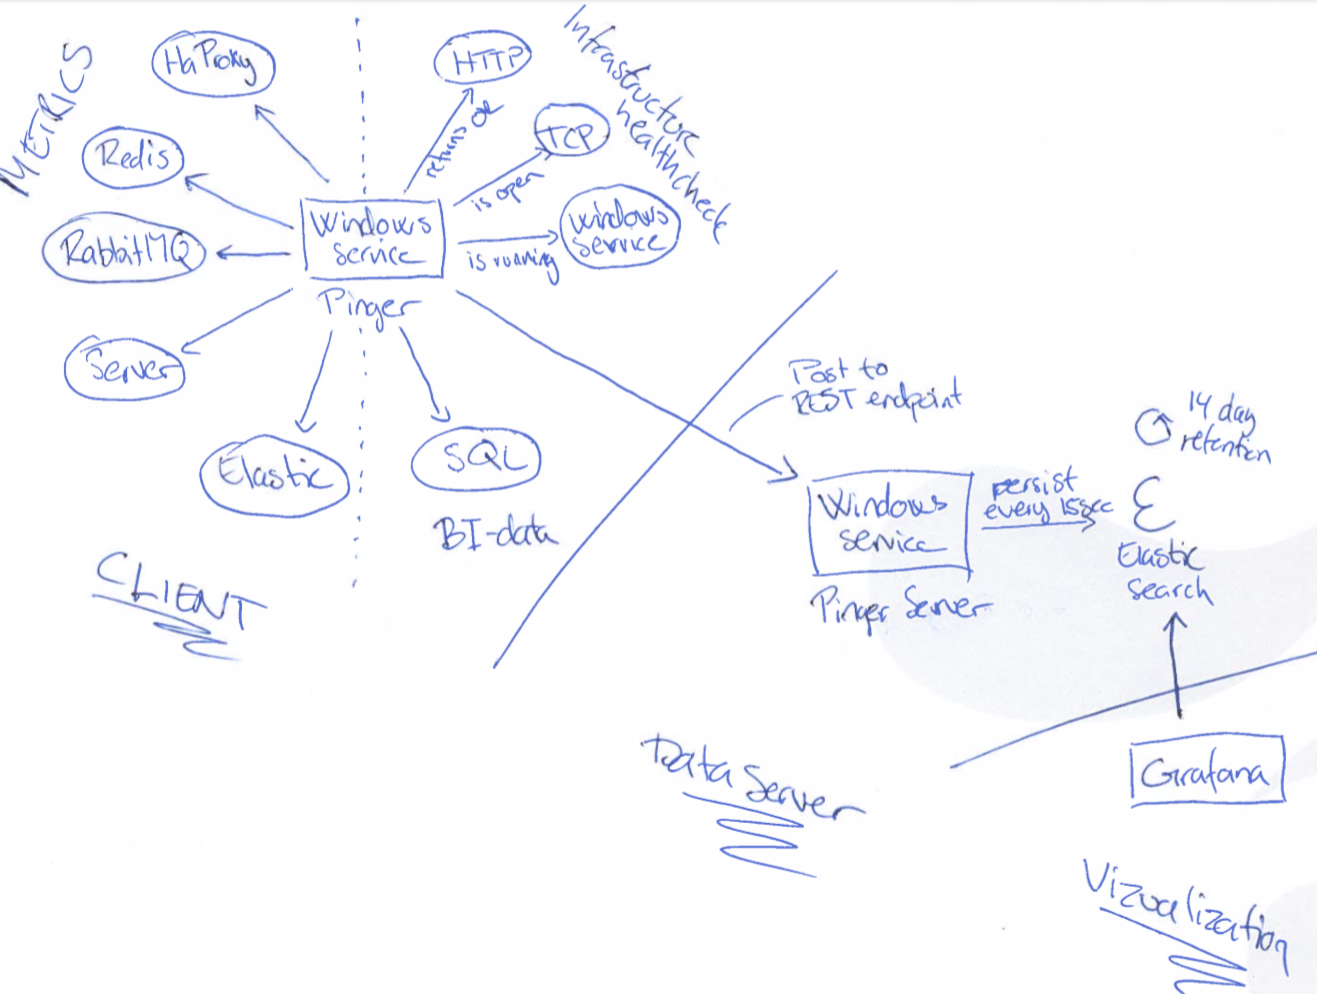 METRICS
HaProxy
Redis
RabbitMQ
Server
Elastic
HTTP
returns OK
TCP
is open
Windows
service
is running
Infrastructure
healthcheck
Windows
service
Pinger
SQL
BI-data
CLIENT
Post to
REST endpoint
Windows
service
Pinger Server
persist
every 15sec
14 day
retention
Elastic
Search
Data Server
Grafana
Vizualization